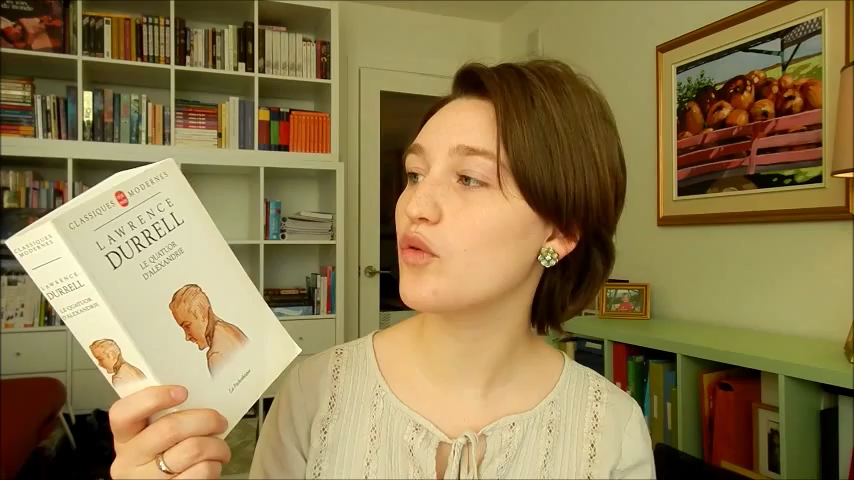 CLASSIQUES MODERNES
LAWRENCE
DURRELL
LE QUATUOR
D'ALEXANDRIE
CLASSIQUES
MODERNES
LAWRENCE
DURRELL
LE QUATUOR
D'ALEXANDRIE